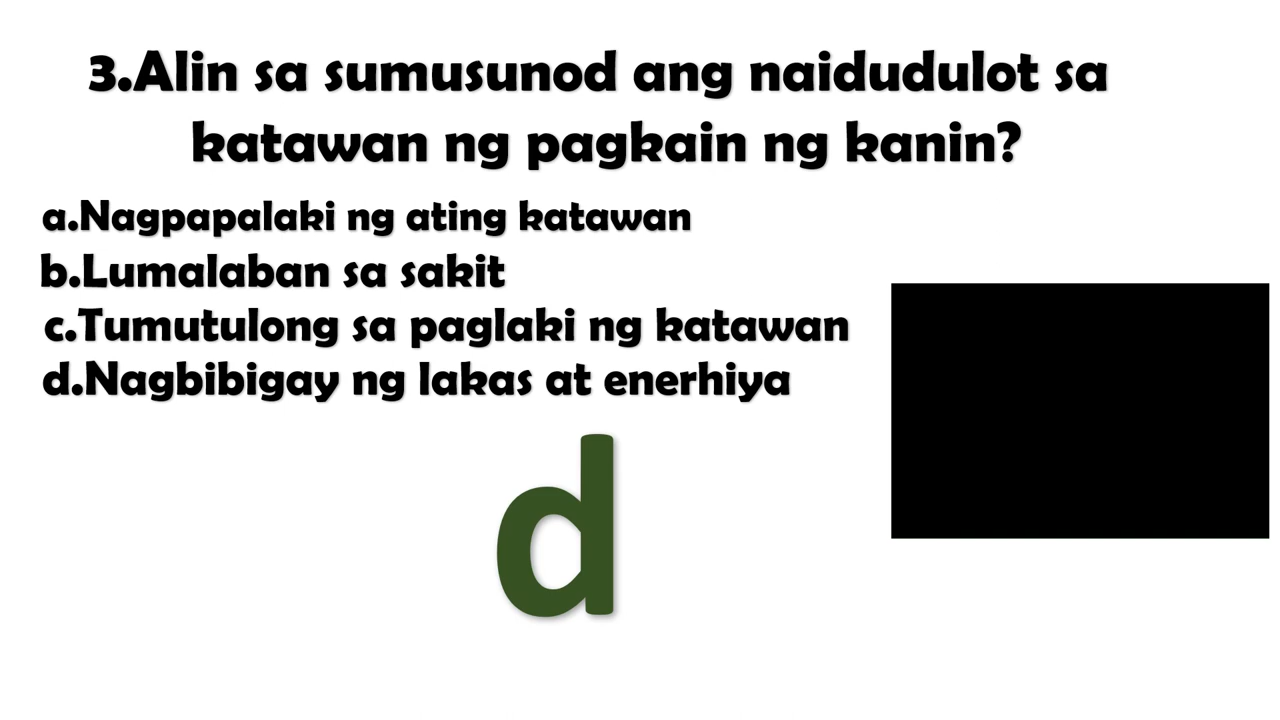 3.Alin sa sumusunod ang naidudulot sa
katawan ng pagkain ng kanin?
a.Nagpapalaki ng ating katawan
b.Lumalaban sa sakit
c.Tumutulong sa paglaki ng katawan
d.Nagbibigay ng lakas at enerhiya
d